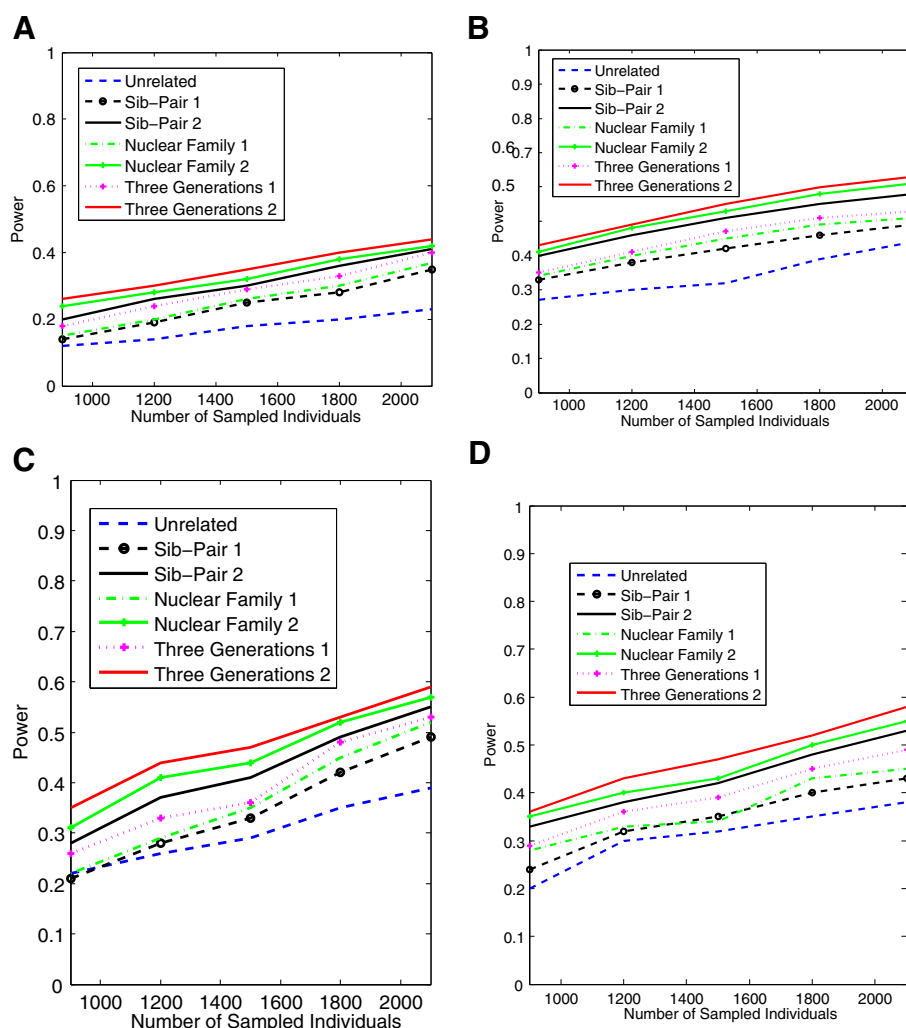 A
1
0.8
0.6
0.4
0.2
0
Power
Unrelated
Sib−Pair 1
Sib−Pair 2
Nuclear Family 1
Nuclear Family 2
Three Generations 1
Three Generations 2
1000 1200 1400 1600 1800 2000
Number of Sampled Individuals
B
1
0.9
0.8
0.7
0.6
0.5
0.4
0.3
0.2
0.1
0
Power
Unrelated
Sib−Pair 1
Sib−Pair 2
Nuclear Family 1
Nuclear Family 2
Three Generations 1
Three Generations 2
1000 1200 1400 1600 1800 2000
Number of Sampled Individuals
C
1
0.9
0.8
0.7
0.6
0.5
0.4
0.3
0.2
0.1
0
Power
Unrelated
Sib−Pair 1
Sib−Pair 2
Nuclear Family 1
Nuclear Family 2
Three Generations 1
Three Generations 2
1000 1200 1400 1600 1800 2000
Number of Sampled Individuals
D
1
0.9
0.8
0.7
0.6
0.5
0.4
0.3
0.2
0.1
0
Power
Unrelated
Sib−Pair 1
Sib−Pair 2
Nuclear Family 1
Nuclear Family 2
Three Generations 1
Three Generations 2
1000 1200 1400 1600 1800 2000
Number of Sampled Individuals